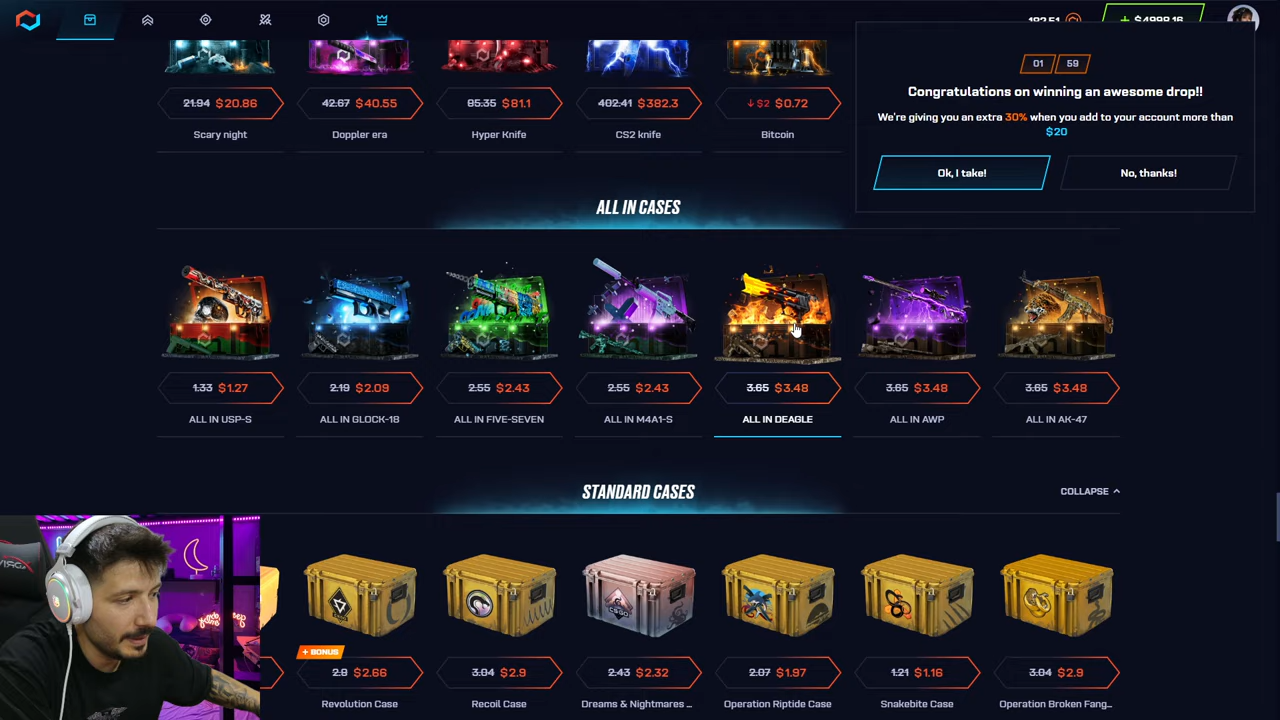 182.51
+ $4998.16
01 59
Congratulations on winning an awesome drop!!
We're giving you an extra 30% when you add to your account more than
$20
Ok, I take! No, thanks!
21.94 $20.86 42.67 $40.55 85.35 $81.1 402.41 $382.3 $2 $0.72
Scary night Doppler era Hyper Knife CS2 knife Bitcoin
ALL IN CASES
1.33 $1.27 2.19 $2.09 2.55 $2.43 2.55 $2.43 3.65 $3.48 3.65 $3.48 3.65 $3.48
ALL IN USP-S ALL IN GLOCK-18 ALL IN FIVE-SEVEN ALL IN M4A1-S ALL IN DEAGLE ALL IN AWP ALL IN AK-47
STANDARD CASES
COLLAPSE
+ BONUS
2.8 $2.66 3.04 $2.9 2.43 $2.32 2.07 $1.97 1.21 $1.16 3.04 $2.9
Revolution Case Recoil Case Dreams & Nightmares ... Operation Riptide Case Snakebite Case Operation Broken Fang...